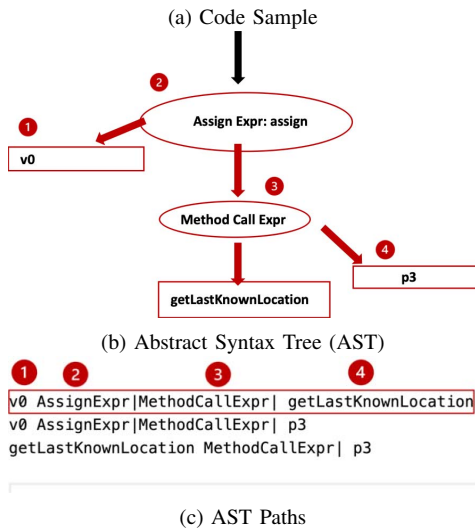 (a) Code Sample
2
Assign Expr: assign
1
v0
3
Method Call Expr
4
p3
getLastKnownLocation
(b) Abstract Syntax Tree (AST)
1 2 3 4
v0 AssignExpr|MethodCallExpr| getLastKnownLocation
v0 AssignExpr|MethodCallExpr| p3
getLastKnownLocation MethodCallExpr| p3
(c) AST Paths